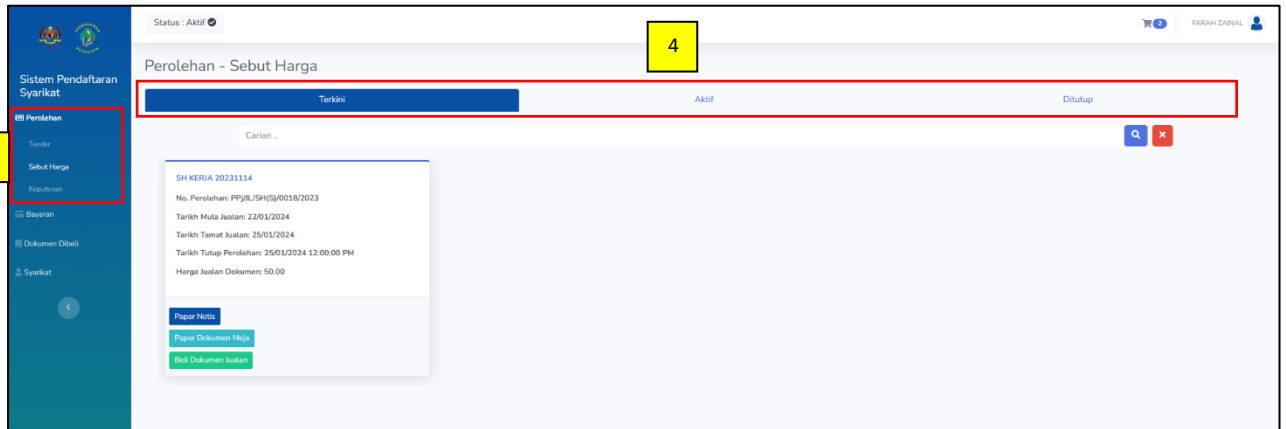 Status : Aktif
2
FARAH ZAINAL
4
Sistem Pendaftaran
Syarikat
Perolehan
Tender
Sebut Harga
Keputusan
Bayaran
Dokumen Dibeli
Syarikat
Perolehan - Sebut Harga
Terkini
Aktif
Ditutup
Carian ..
SH KERJA 20231114
No. Perolehan: PPj/JL/SH(S)/0018/2023
Tarikh Mula Jualan: 22/01/2024
Tarikh Tamat Jualan: 25/01/2024
Tarikh Tutup Perolehan: 25/01/2024 12:00:00 PM
Harga Jualan Dokumen: 50.00
Papar Notis
Papar Dokumen Meja
Beli Dokumen Jualan